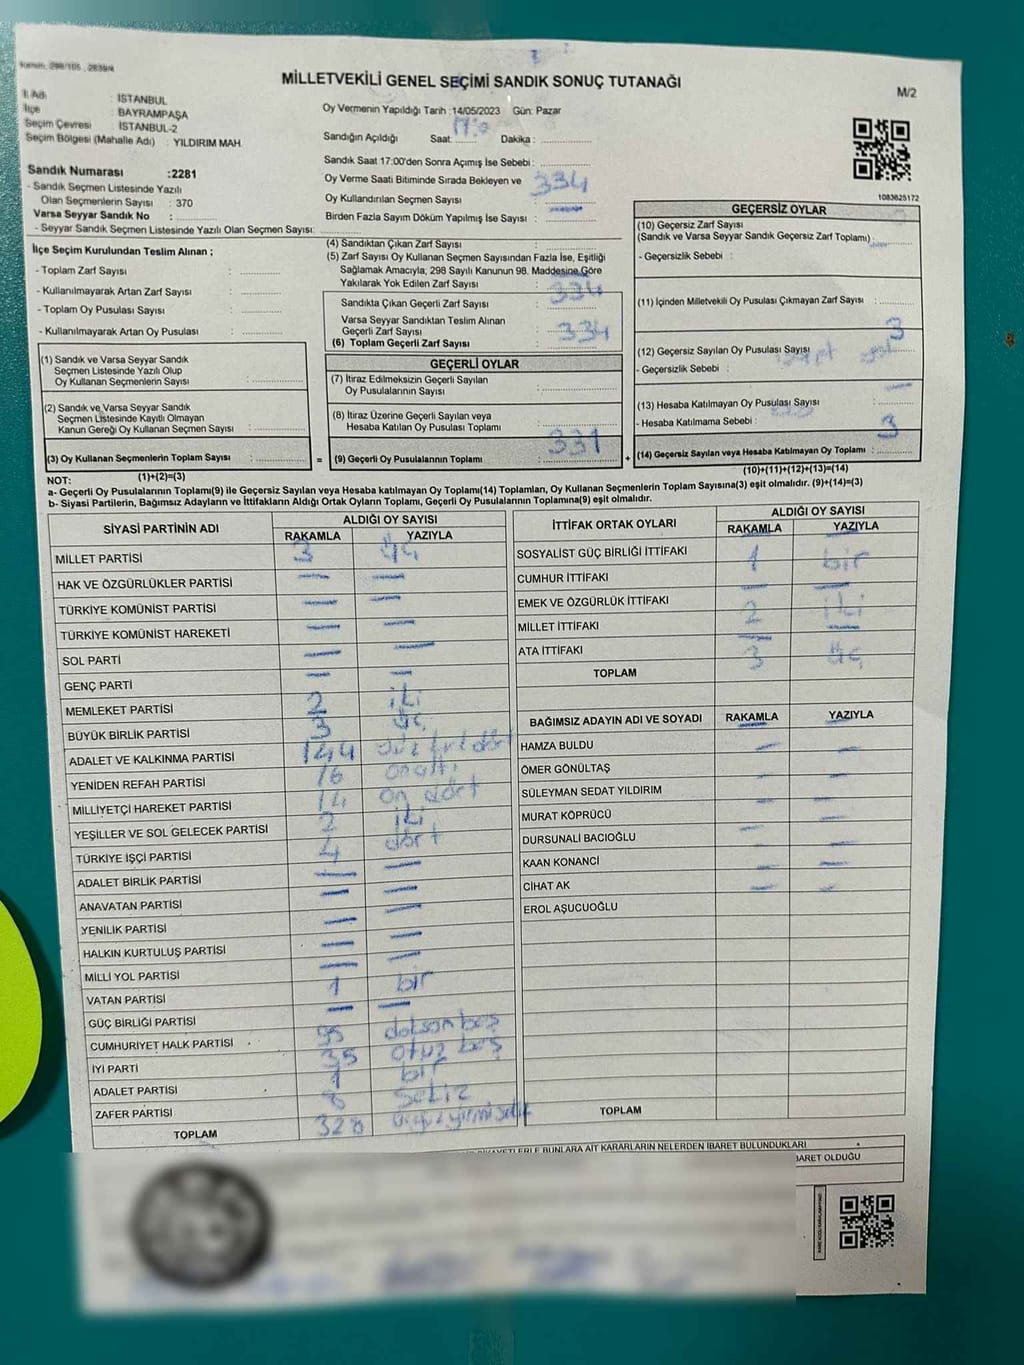 MİLLETVEKİLİ GENEL SEÇİMİ SANDIK SONUÇ TUTANAĞI
M/2
İl Adı : İSTANBUL
İlçe : BAYRAMPAŞA
Seçim Çevresi : İSTANBUL-2
Seçim Bölgesi (Mahalle Adı) : YILDIRIM MAH.
Sandık Numarası :2281
- Sandık Seçmen Listesinde Yazılı
Olan Seçmenlerin Sayısı : 370
Varsa Seyyar Sandık No :
- Seyyar Sandık Seçmen Listesinde Yazılı Olan Seçmen Sayısı:
Oy Vermenin Yapıldığı Tarih :14/05/2023 Gün: Pazar
Sandığın Açıldığı Saat: Dakika :
Sandık Saat 17:00'den Sonra Açımış İse Sebebi :
Oy Verme Saati Bitiminde Sırada Bekleyen ve
Oy Kullandırılan Seçmen Sayısı : 334
Birden Fazla Sayım Döküm Yapılmış İse Sayısı :
1083625172
İlçe Seçim Kurulundan Teslim Alınan ;
- Toplam Zarf Sayısı :
- Kullanılmayarak Artan Zarf Sayısı :
- Toplam Oy Pusulası Sayısı :
- Kullanılmayarak Artan Oy Pusulası :
(1) Sandık ve Varsa Seyyar Sandık
Seçmen Listesinde Yazılı Olup
Oy Kullanan Seçmenlerin Sayısı :
(2) Sandık ve Varsa Seyyar Sandık
Seçmen Listesinde Kayıtlı Olmayan
Kanun Gereği Oy Kullanan Seçmen Sayısı :
(3) Oy Kullanan Seçmenlerin Toplam Sayısı : =
(4) Sandıktan Çıkan Zarf Sayısı :
(5) Zarf Sayısı Oy Kullanan Seçmen Sayısından Fazla İse, Eşitliği
Sağlamak Amacıyla, 298 Sayılı Kanunun 98. Maddesine Göre
Yakılarak Yok Edilen Zarf Sayısı :
Sandıkta Çıkan Geçerli Zarf Sayısı : 334
Varsa Seyyar Sandıktan Teslim Alınan
Geçerli Zarf Sayısı :
(6) Toplam Geçerli Zarf Sayısı : 334
GEÇERLİ OYLAR
(7) İtiraz Edilmeksizin Geçerli Sayılan
Oy Pusulalarının Sayısı :
(8) İtiraz Üzerine Geçerli Sayılan veya
Hesaba Katılan Oy Pusulası Toplamı :
(9) Geçerli Oy Pusulalarının Toplamı : 331 +
GEÇERSİZ OYLAR
(10) Geçersiz Zarf Sayısı
(Sandık ve Varsa Seyyar Sandık Geçersiz Zarf Toplamı) :
- Geçersizlik Sebebi :
(11) İçinden Milletvekili Oy Pusulası Çıkmayan Zarf Sayısı :
(12) Geçersiz Sayılan Oy Pusulası Sayısı : 3
- Geçersizlik Sebebi :
(13) Hesaba Katılmayan Oy Pusulası Sayısı :
- Hesaba Katılmama Sebebi :
(14) Geçersiz Sayılan veya Hesaba Katılmayan Oy Toplamı : 3
NOT: (1)+(2)=(3) (10)+(11)+(12)+(13)=(14)
a- Geçerli Oy Pusulalarının Toplamı(9) ile Geçersiz Sayılan veya Hesaba katılmayan Oy Toplamı(14) Toplamları, Oy Kullanan Seçmenlerin Toplam Sayısına(3) eşit olmalıdır. (9)+(14)=(3)
b- Siyasi Partilerin, Bağımsız Adayların ve İttifakların Aldığı Ortak Oyların Toplamı, Geçerli Oy Pusulalarının Toplamına(9) eşit olmalıdır.
SİYASİ PARTİNİN ADI ALDIĞI OY SAYISI
RAKAMLA YAZIYLA
MİLLET PARTİSİ 3 üç
HAK VE ÖZGÜRLÜKLER PARTİSİ —
TÜRKİYE KOMÜNİST PARTİSİ —
TÜRKİYE KOMÜNİST HAREKETİ —
SOL PARTİ —
GENÇ PARTİ —
MEMLEKET PARTİSİ 2 iki
BÜYÜK BİRLİK PARTİSİ 3 üç
ADALET VE KALKINMA PARTİSİ 144 yüz kırk dört
YENİDEN REFAH PARTİSİ 16 onaltı
MİLLİYETÇİ HAREKET PARTİSİ 14 on dört
YEŞİLLER VE SOL GELECEK PARTİSİ 2 iki
TÜRKİYE İŞÇİ PARTİSİ 4 dört
ADALET BİRLİK PARTİSİ —
ANAVATAN PARTİSİ —
YENİLİK PARTİSİ —
HALKIN KURTULUŞ PARTİSİ —
MİLLİ YOL PARTİSİ —
VATAN PARTİSİ 1 bir
GÜÇ BİRLİĞİ PARTİSİ —
CUMHURİYET HALK PARTİSİ 95 doksan beş
İYİ PARTİ 35 otuz beş
ADALET PARTİSİ 1 bir
ZAFER PARTİSİ 8 sekiz
TOPLAM 328 üçyüzyirmisekiz
İTTİFAK ORTAK OYLARI ALDIĞI OY SAYISI
RAKAMLA YAZIYLA
SOSYALİST GÜÇ BİRLİĞİ İTTİFAKI 1 bir
CUMHUR İTTİFAKI —
EMEK VE ÖZGÜRLÜK İTTİFAKI
MİLLET İTTİFAKI 2 iki
ATA İTTİFAKI —
TOPLAM 3 üç
BAĞIMSIZ ADAYIN ADI VE SOYADI RAKAMLA YAZIYLA
HAMZA BULDU
ÖMER GÖNÜLTAŞ
SÜLEYMAN SEDAT YILDIRIM
MURAT KÖPRÜCÜ
DURSUNALİ BACIOĞLU
KAAN KONANCİ
CİHAT AK
EROL AŞUCUOĞLU
TOPLAM
BUNLARA AİT KARARLARIN NELERDEN İBARET BULUNDUKLARI
BARET OLDUĞU